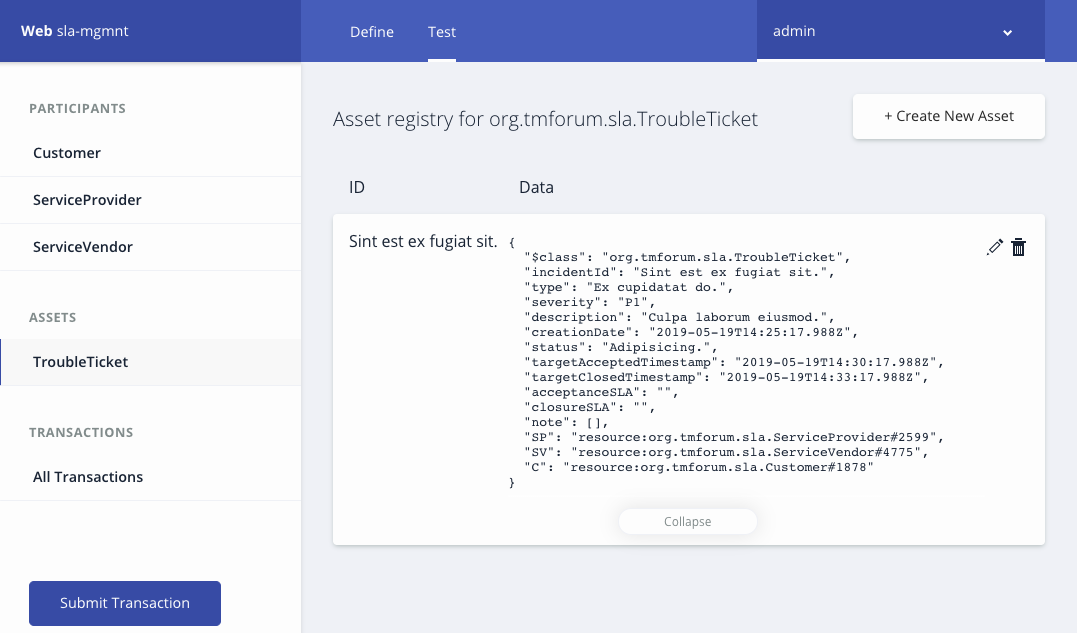 Web sla-mgmnt
Define
Test
admin
PARTICIPANTS
Customer
ServiceProvider
ServiceVendor
ASSETS
TroubleTicket
TRANSACTIONS
All Transactions
Submit Transaction
Asset registry for org.tmforum.sla.TroubleTicket
+ Create New Asset
ID
Data
Sint est ex fugiat sit.
{
"$class": "org.tmforum.sla.TroubleTicket",
"incidentId": "Sint est ex fugiat sit.",
"type": "Ex cupidatat do.",
"severity": "P1",
"description": "Culpa laborum eiusmod.",
"creationDate": "2019-05-19T14:25:17.988Z",
"status": "Adipisicing.",
"targetAcceptedTimestamp": "2019-05-19T14:30:17.988Z",
"targetClosedTimestamp": "2019-05-19T14:33:17.988Z",
"acceptanceSLA": "",
"closureSLA": "",
"note": [],
"SP": "resource:org.tmforum.sla.ServiceProvider#2599",
"SV": "resource:org.tmforum.sla.ServiceVendor#4775",
"C": "resource:org.tmforum.sla.Customer#1878"
}
Collapse